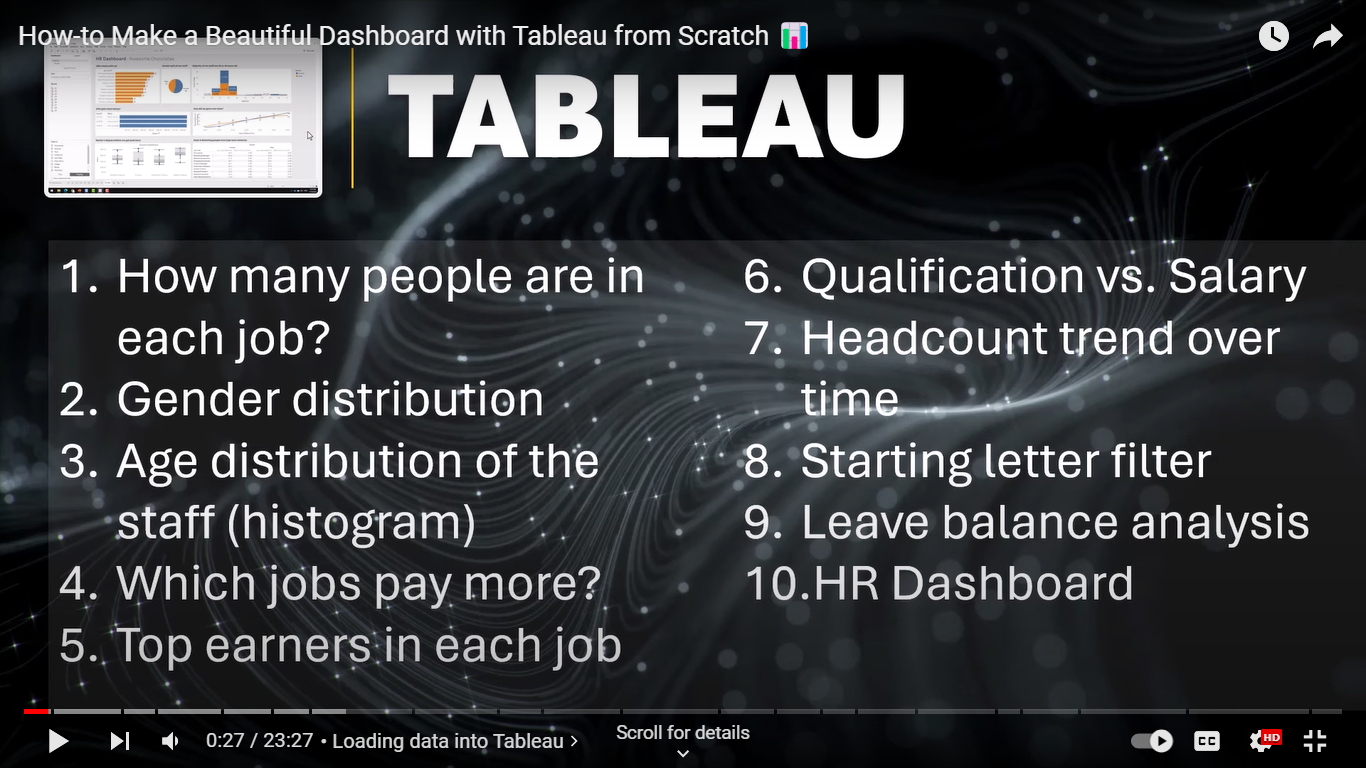 How-to Make a Beautiful Dashboard with Tableau from Scratch
TABLEAU
1. How many people are in
each job?
2. Gender distribution
3. Age distribution of the
staff (histogram)
4. Which jobs pay more?
5. Top earners in each job
6. Qualification vs. Salary
7. Headcount trend over
time
8. Starting letter filter
9. Leave balance analysis
10.HR Dashboard
0:27 / 23:27 • Loading data into Tableau
Scroll for details
CC
HD